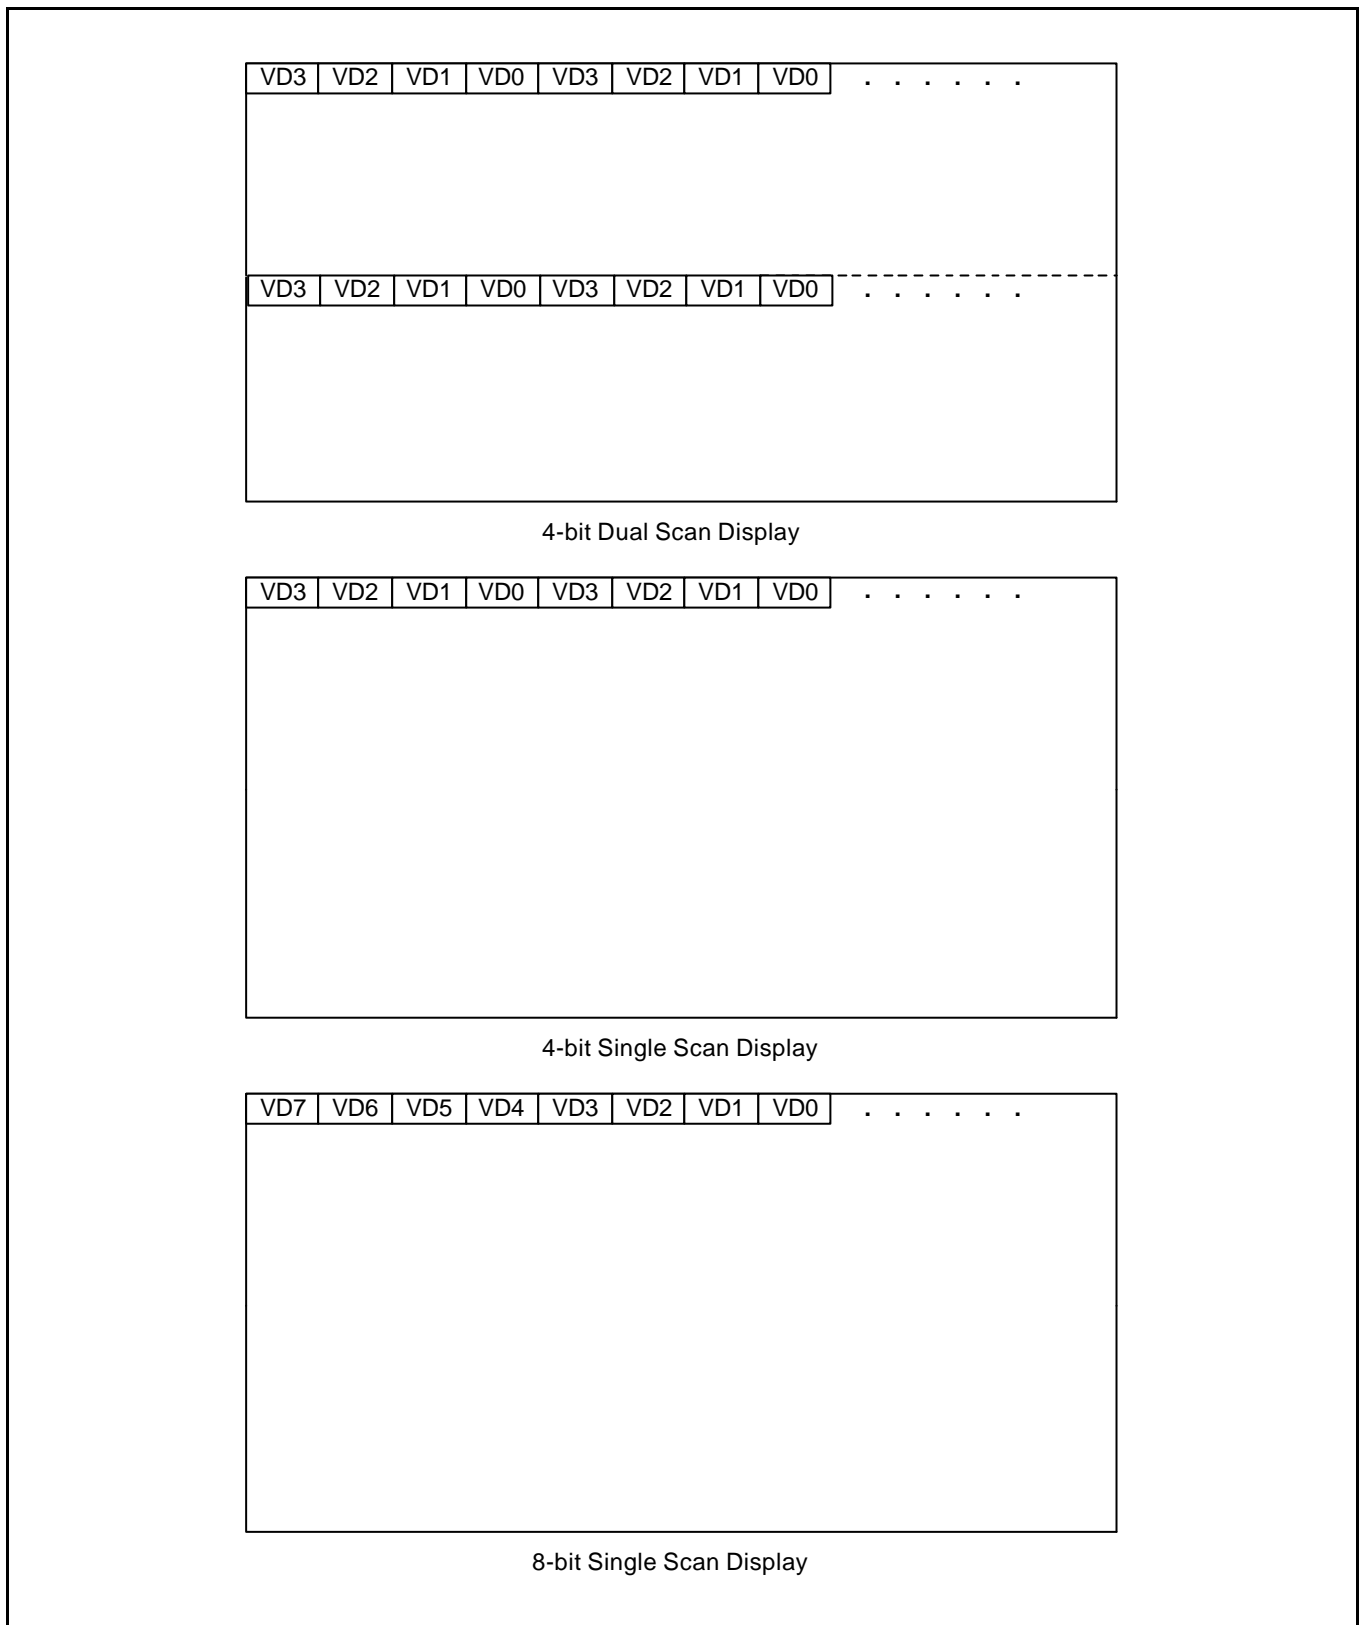 VD3 VD2 VD1 VD0 VD3 VD2 VD1 VD0 . . . . . .
VD3 VD2 VD1 VD0 VD3 VD2 VD1 VD0 . . . . . .
4-bit Dual Scan Display
VD3 VD2 VD1 VD0 VD3 VD2 VD1 VD0 . . . . . .
4-bit Single Scan Display
VD7 VD6 VD5 VD4 VD3 VD2 VD1 VD0 . . . . . .
8-bit Single Scan Display